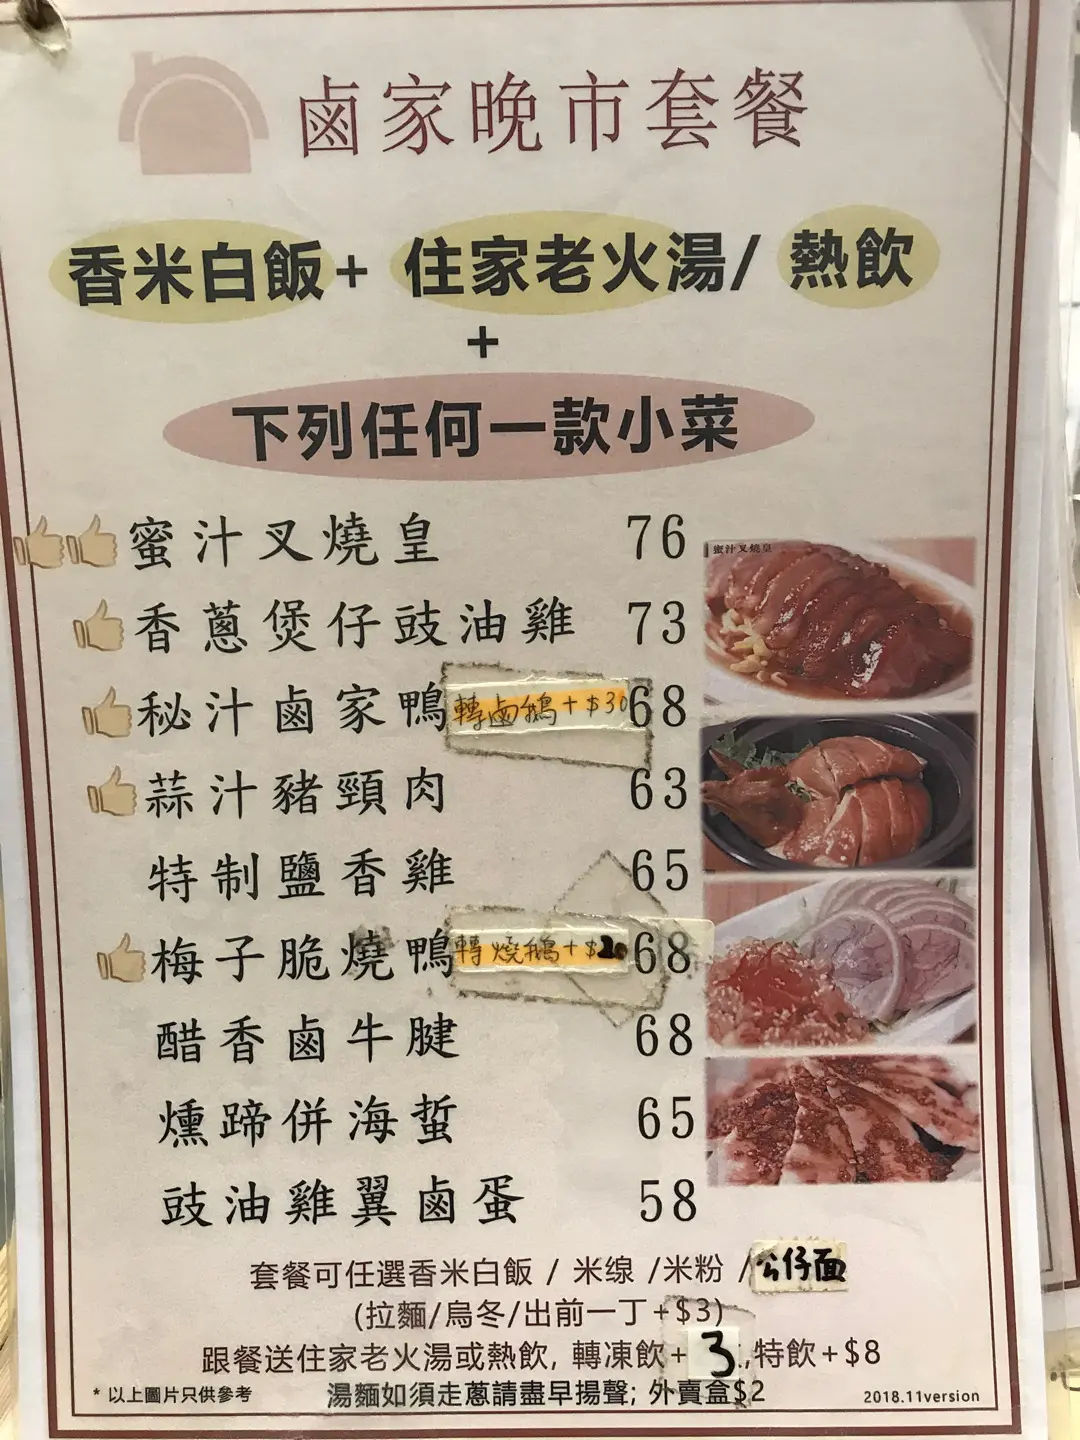 鹵家晚市套餐
香米白飯+ 住家老火湯/ 熱飲
+
下列任何一款小菜
蜜汁叉燒皇 76
香蔥煲仔豉油雞 73
秘汁鹵家鴨 轉鹵鵝+$30 68
蒜汁豬頸肉 63
特制鹽香雞 65
梅子脆燒鴨 轉燒鵝+$20 68
醋香鹵牛腱 68
燻蹄併海蜇 65
豉油雞翼鹵蛋 58
蜜汁叉燒皇
套餐可任選香米白飯 / 米線 /米粉 /公仔面
(拉麵/烏冬/出前一丁+$3)
跟餐送住家老火湯或熱飲, 轉凍飲+3,特飲+$8
* 以上圖片只供參考 湯麵如須走蔥請盡早揚聲; 外賣盒$2 2018.11version